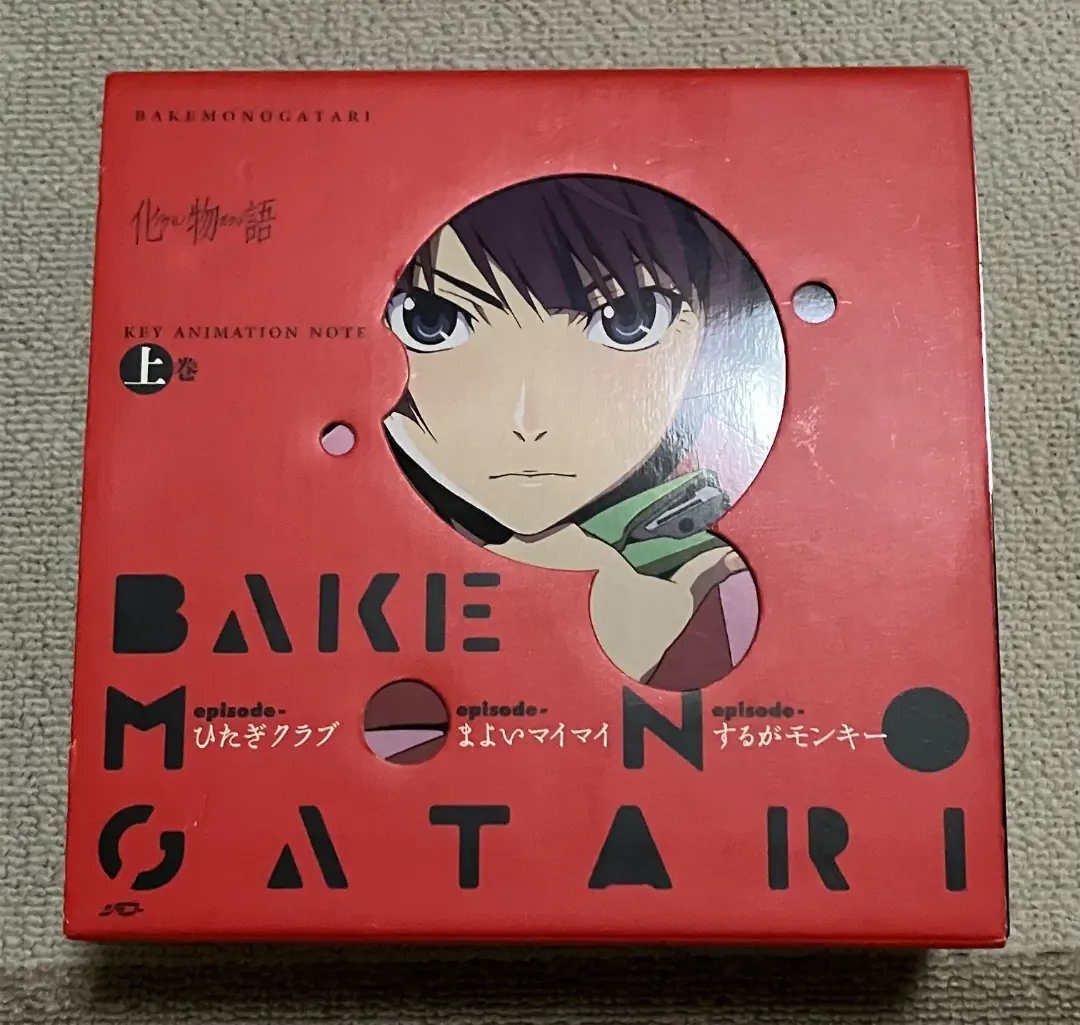 BAKEMONOGATARI
化物語
KEY ANIMATION NOTE
上巻
BAKE
MONO
episode-
ひたぎクラブ
episode-
まよいマイマイ
episode-
するがモンキー
GATARI